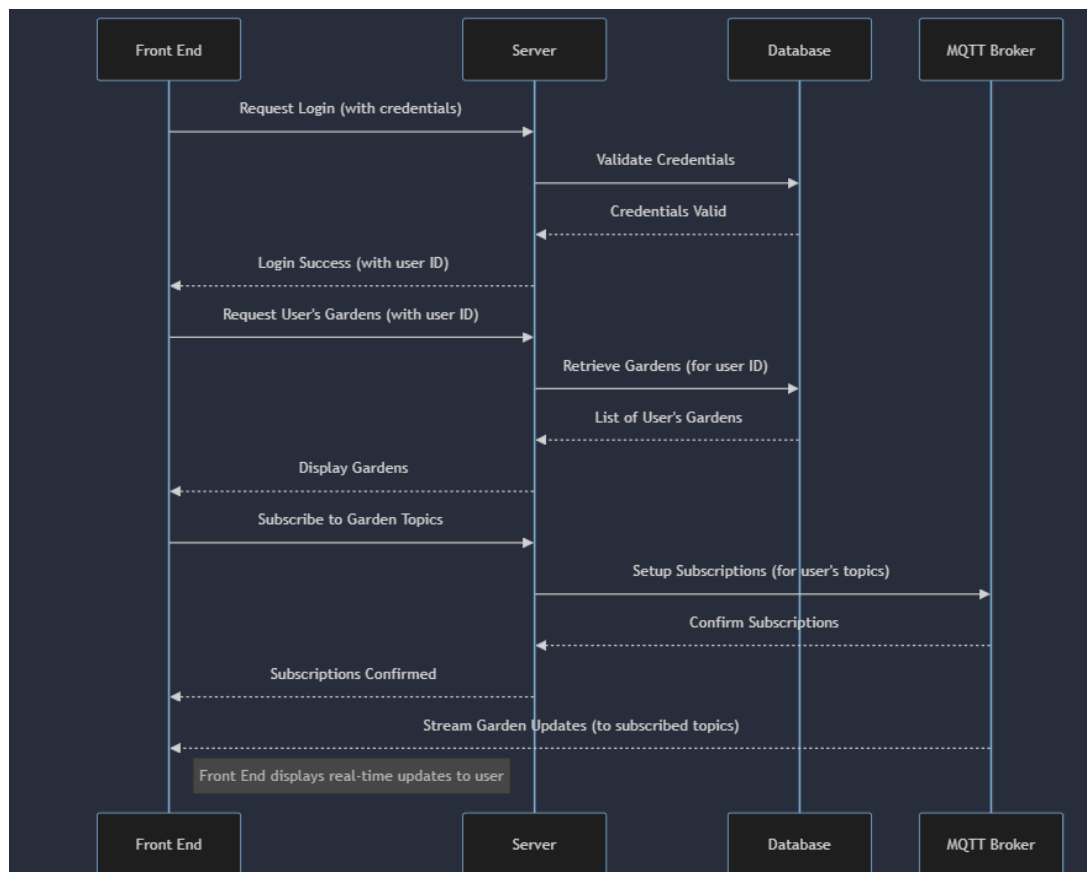 Front End
Server
Database
MQTT Broker
Request Login (with credentials)
Validate Credentials
Credentials Valid
Login Success (with user ID)
Request User's Gardens (with user ID)
Retrieve Gardens (for user ID)
List of User's Gardens
Display Gardens
Subscribe to Garden Topics
Setup Subscriptions (for user's topics)
Confirm Subscriptions
Subscriptions Confirmed
Stream Garden Updates (to subscribed topics)
Front End displays real-time updates to user
Front End
Server
Database
MQTT Broker